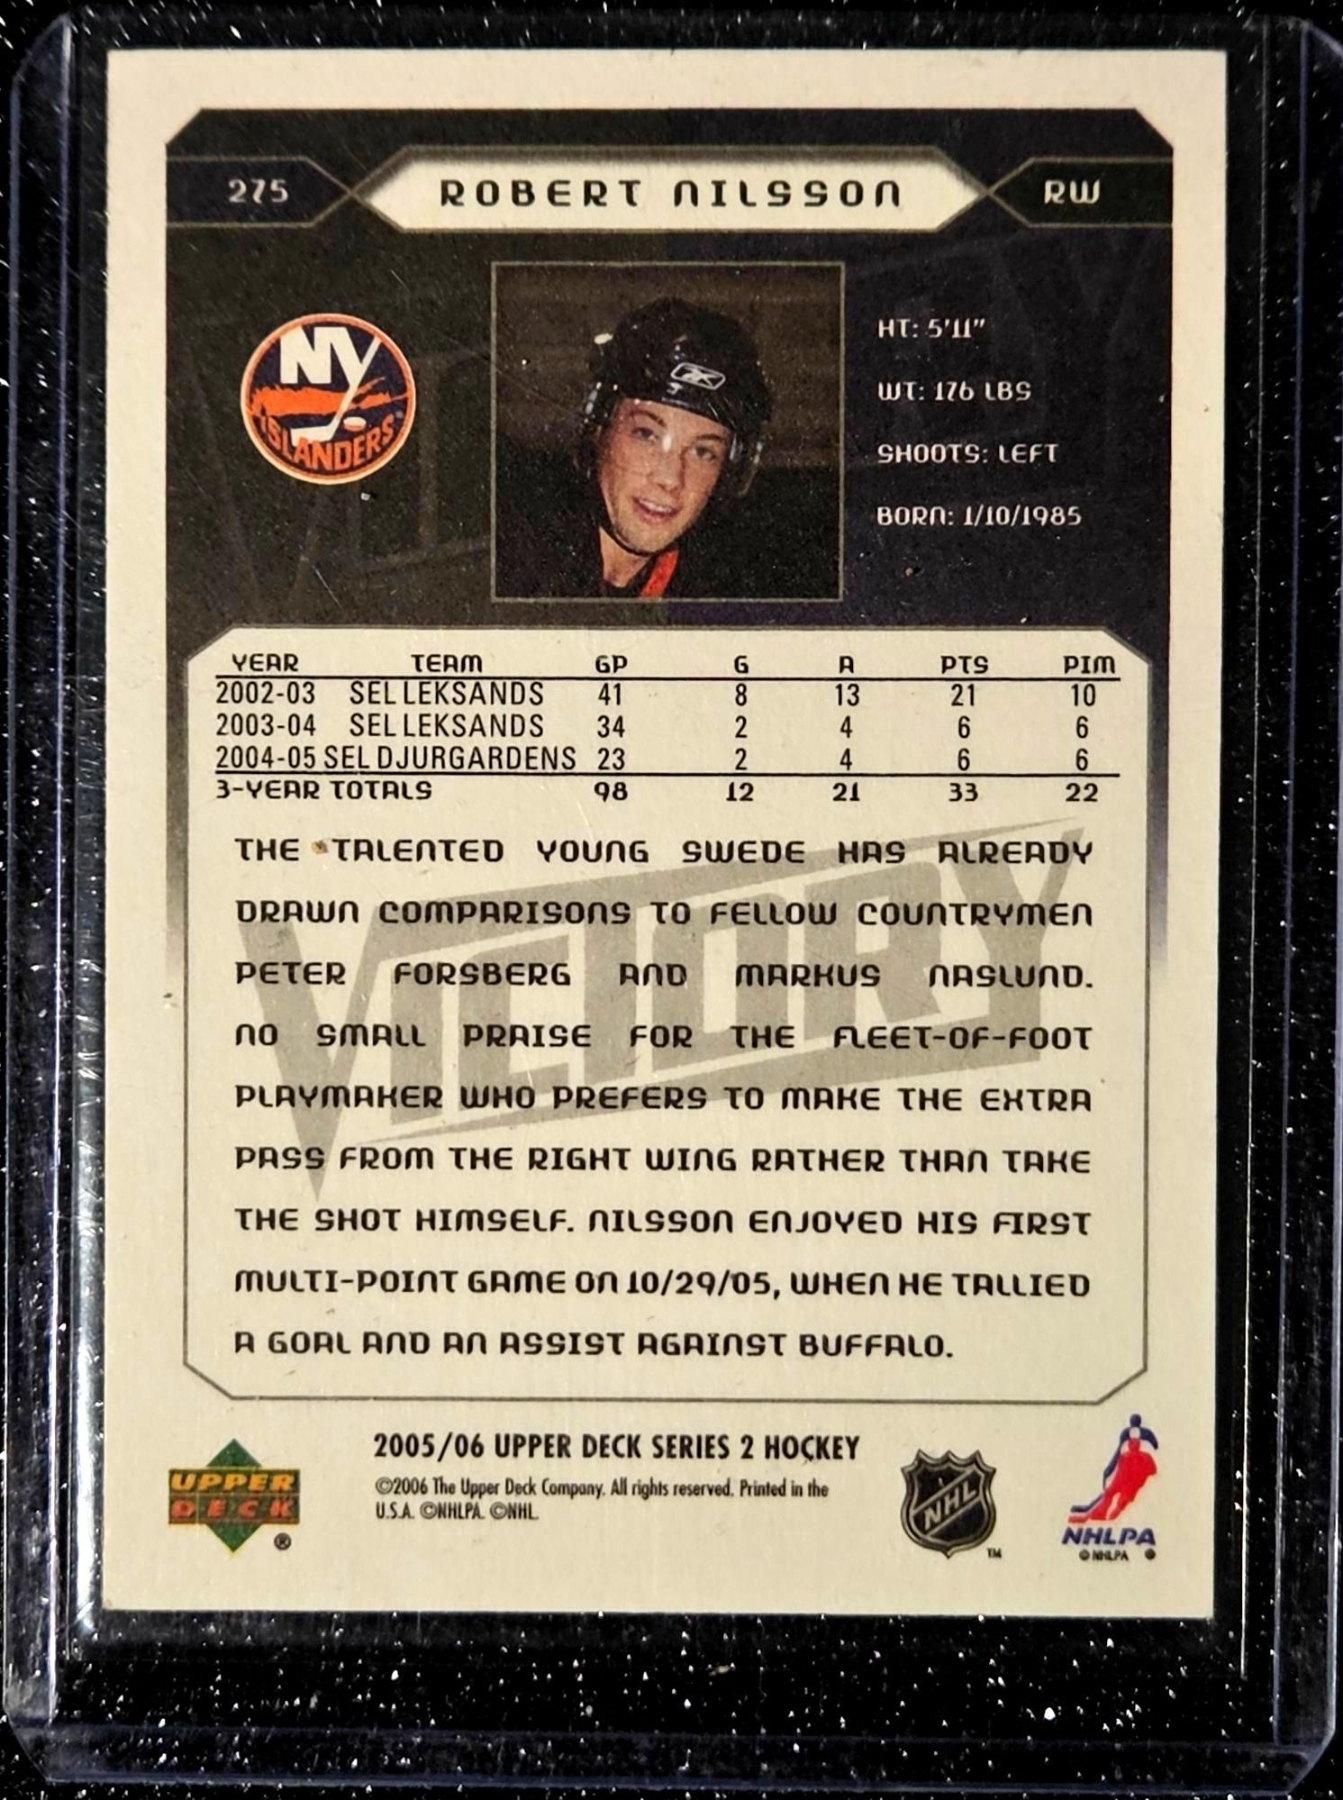 275 ROBERT NILSSON RW
NY
ISLANDERS
HT: 5'11"
WT: 176 LBS
SHOOTS: LEFT
BORN: 1/10/1985
YEAR TEAM GP G A PTS PIM
2002-03 SEL LEKSANDS 41 8 13 21 10
2003-04 SEL LEKSANDS 34 2 4 6 6
2004-05 SEL DJURGARDENS 23 2 4 6 6
3-YEAR TOTALS 98 12 21 33 22
VICTORY
THE TALENTED YOUNG SWEDE HAS ALREADY
DRAWN COMPARISONS TO FELLOW COUNTRYMEN
PETER FORSBERG AND MARKUS NASLUND.
NO SMALL PRAISE FOR THE FLEET-OF-FOOT
PLAYMAKER WHO PREFERS TO MAKE THE EXTRA
PASS FROM THE RIGHT WING RATHER THAN TAKE
THE SHOT HIMSELF. NILSSON ENJOYED HIS FIRST
MULTI-POINT GAME ON 10/29/05, WHEN HE TALLIED
A GOAL AND AN ASSIST AGAINST BUFFALO.
UPPER
DECK
®
2005/06 UPPER DECK SERIES 2 HOCKEY
©2006 The Upper Deck Company. All rights reserved. Printed in the
U.S.A. ©NHLPA. ©NHL.
NHL
TM
NHLPA
©NHLPA ®